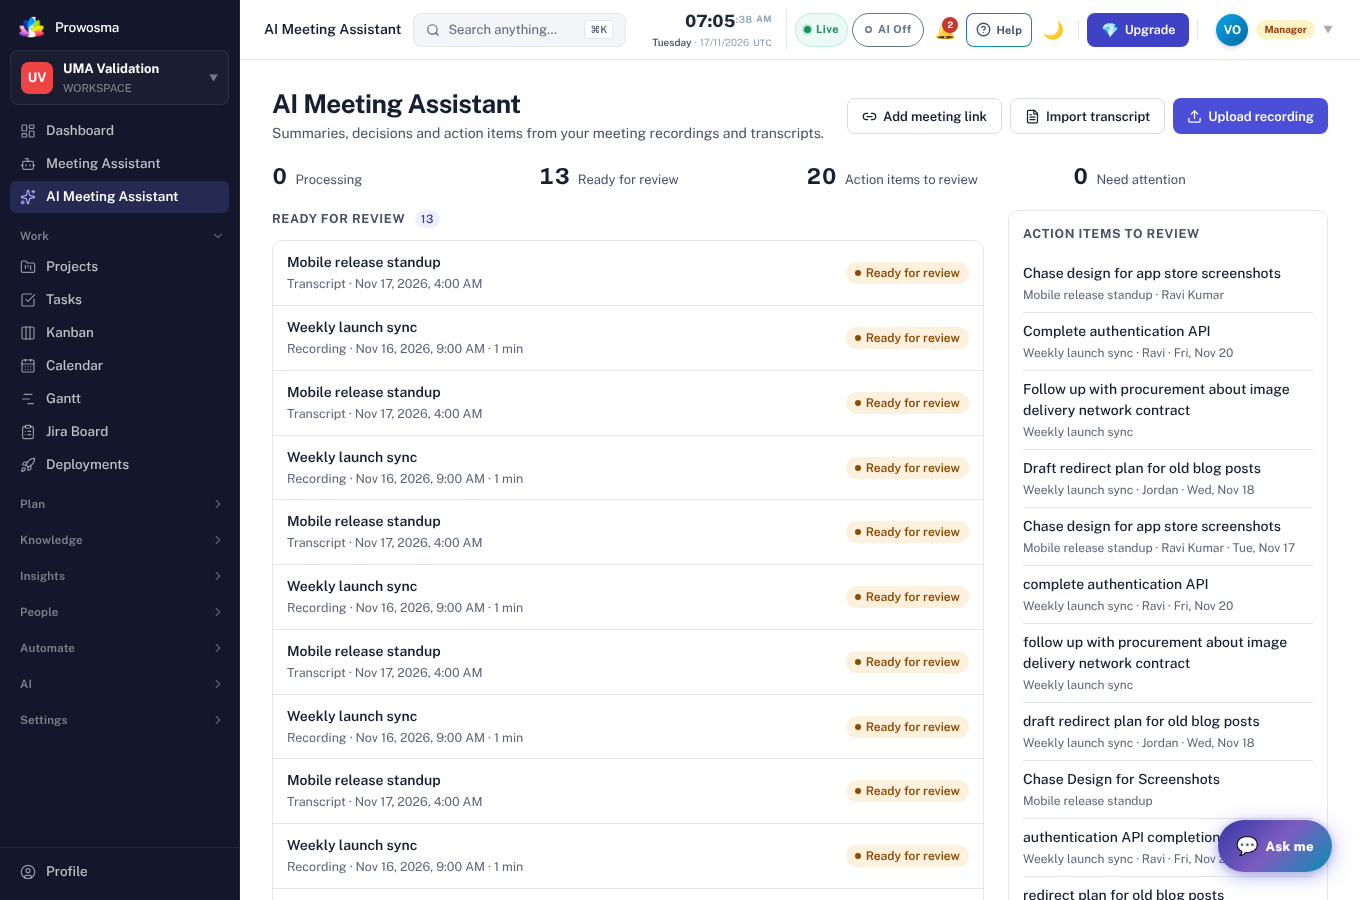 Prowosma
UV
UMA Validation
WORKSPACE
Dashboard
Meeting Assistant
AI Meeting Assistant
Work
Projects
Tasks
Kanban
Calendar
Gantt
Jira Board
Deployments
Plan
Knowledge
Insights
People
Automate
AI
Settings
Profile
AI Meeting Assistant
Search anything...
⌘K
07:05:38 AM
Tuesday · 17/11/2026 UTC
Live
AI Off
2
Help
Upgrade
VO
Manager
AI Meeting Assistant
Summaries, decisions and action items from your meeting recordings and transcripts.
Add meeting link
Import transcript
Upload recording
0 Processing
13 Ready for review
20 Action items to review
0 Need attention
READY FOR REVIEW 13
Mobile release standup
Transcript · Nov 17, 2026, 4:00 AM
Ready for review
Weekly launch sync
Recording · Nov 16, 2026, 9:00 AM · 1 min
Ready for review
Mobile release standup
Transcript · Nov 17, 2026, 4:00 AM
Ready for review
Weekly launch sync
Recording · Nov 16, 2026, 9:00 AM · 1 min
Ready for review
Mobile release standup
Transcript · Nov 17, 2026, 4:00 AM
Ready for review
Weekly launch sync
Recording · Nov 16, 2026, 9:00 AM · 1 min
Ready for review
Mobile release standup
Transcript · Nov 17, 2026, 4:00 AM
Ready for review
Weekly launch sync
Recording · Nov 16, 2026, 9:00 AM · 1 min
Ready for review
Mobile release standup
Transcript · Nov 17, 2026, 4:00 AM
Ready for review
Weekly launch sync
Recording · Nov 16, 2026, 9:00 AM · 1 min
Ready for review
ACTION ITEMS TO REVIEW
Chase design for app store screenshots
Mobile release standup · Ravi Kumar
Complete authentication API
Weekly launch sync · Ravi · Fri, Nov 20
Follow up with procurement about image
delivery network contract
Weekly launch sync
Draft redirect plan for old blog posts
Weekly launch sync · Jordan · Wed, Nov 18
Chase design for app store screenshots
Mobile release standup · Ravi Kumar · Tue, Nov 17
complete authentication API
Weekly launch sync · Ravi · Fri, Nov 20
follow up with procurement about image
delivery network contract
Weekly launch sync
draft redirect plan for old blog posts
Weekly launch sync · Jordan · Wed, Nov 18
Chase Design for Screenshots
Mobile release standup
authentication API completion
Weekly launch sync · Ravi · Fri, Nov
redirect plan for old blog posts
Ask me